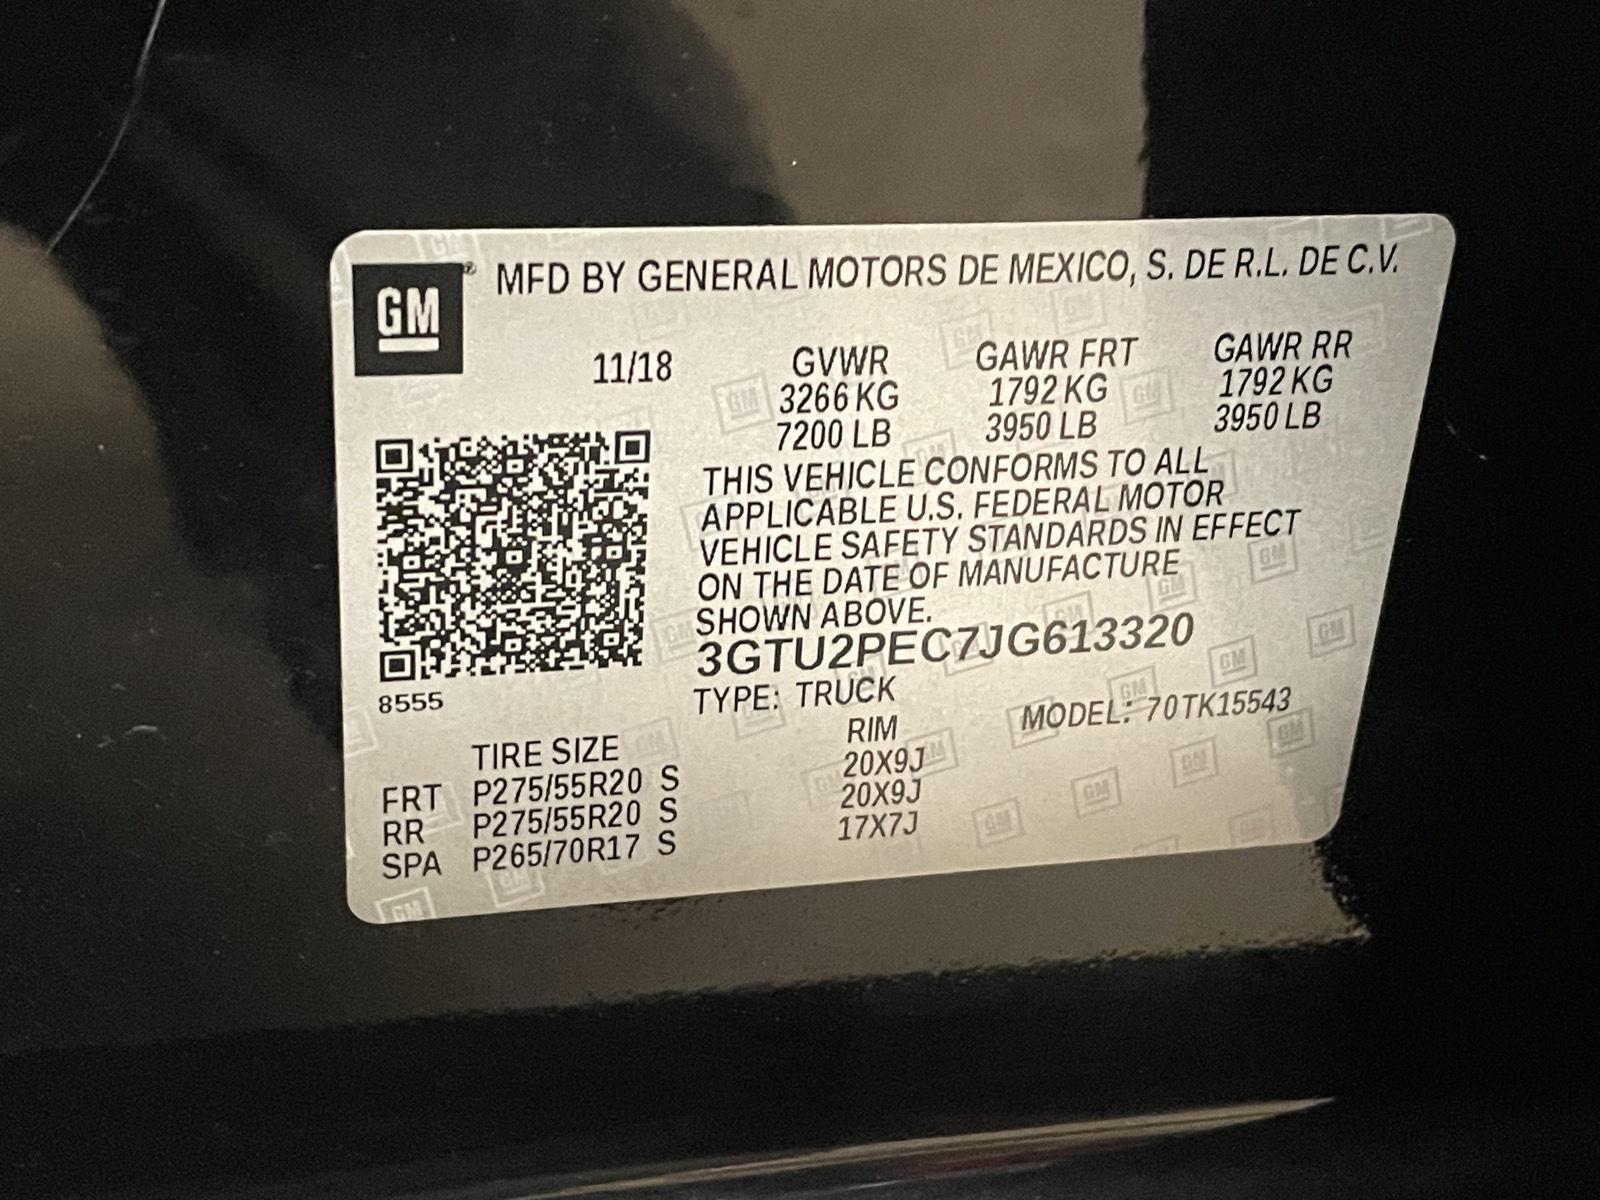 GM® MFD BY GENERAL MOTORS DE MEXICO, S. DE R.L. DE C.V.
11/18 GVWR GAWR FRT GAWR RR
3266 KG 1792 KG 1792 KG
7200 LB 3950 LB 3950 LB
THIS VEHICLE CONFORMS TO ALL
APPLICABLE U.S. FEDERAL MOTOR
VEHICLE SAFETY STANDARDS IN EFFECT
ON THE DATE OF MANUFACTURE
SHOWN ABOVE.
3GTU2PEC7JG613320
8555
TYPE: TRUCK MODEL: 70TK15543
TIRE SIZE RIM
FRT P275/55R20 S 20X9J
RR P275/55R20 S 20X9J
SPA P265/70R17 S 17X7J